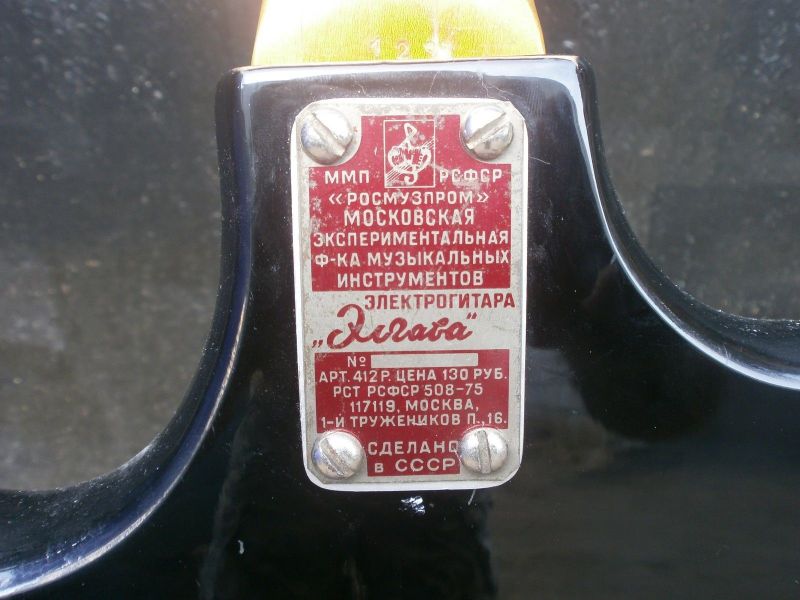 ММП РСФСР
«РОСМУЗПРОМ»
МОСКОВСКАЯ
ЭКСПЕРИМЕНТАЛЬНАЯ
Ф-КА МУЗЫКАЛЬНЫХ
ИНСТРУМЕНТОВ
ЭЛЕКТРОГИТАРА
„Элгава"
№
АРТ. 412Р. ЦЕНА 130 РУБ.
РСТ РСФСР 508-75
117119, МОСКВА,
1-Й ТРУЖЕНИКОВ П., 16.
СДЕЛАНО
В СССР